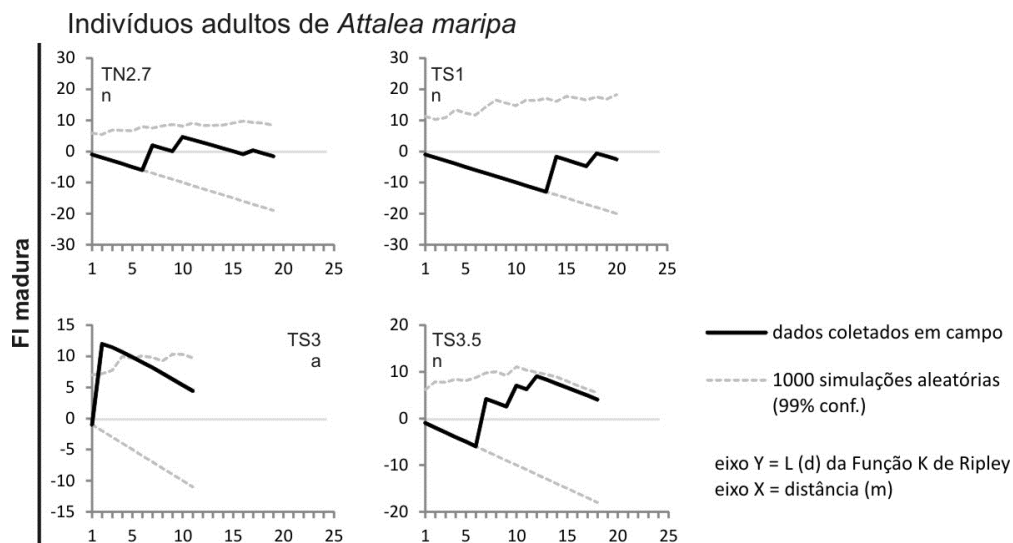 Indivíduos adultos de Attalea maripa
FI madura
TN2.7
n
30
20
10
0
-10
-20
-30
1 5 10 15 20 25
TS1
n
30
20
10
0
-10
-20
-30
1 5 10 15 20 25
TS3
a
15
10
5
0
-5
-10
-15
1 5 10 15 20 25
TS3.5
n
20
10
0
-10
-20
1 5 10 15 20 25
dados coletados em campo
1000 simulações aleatórias
(99% conf.)
eixo Y = L (d) da Função K de Ripley
eixo X = distância (m)